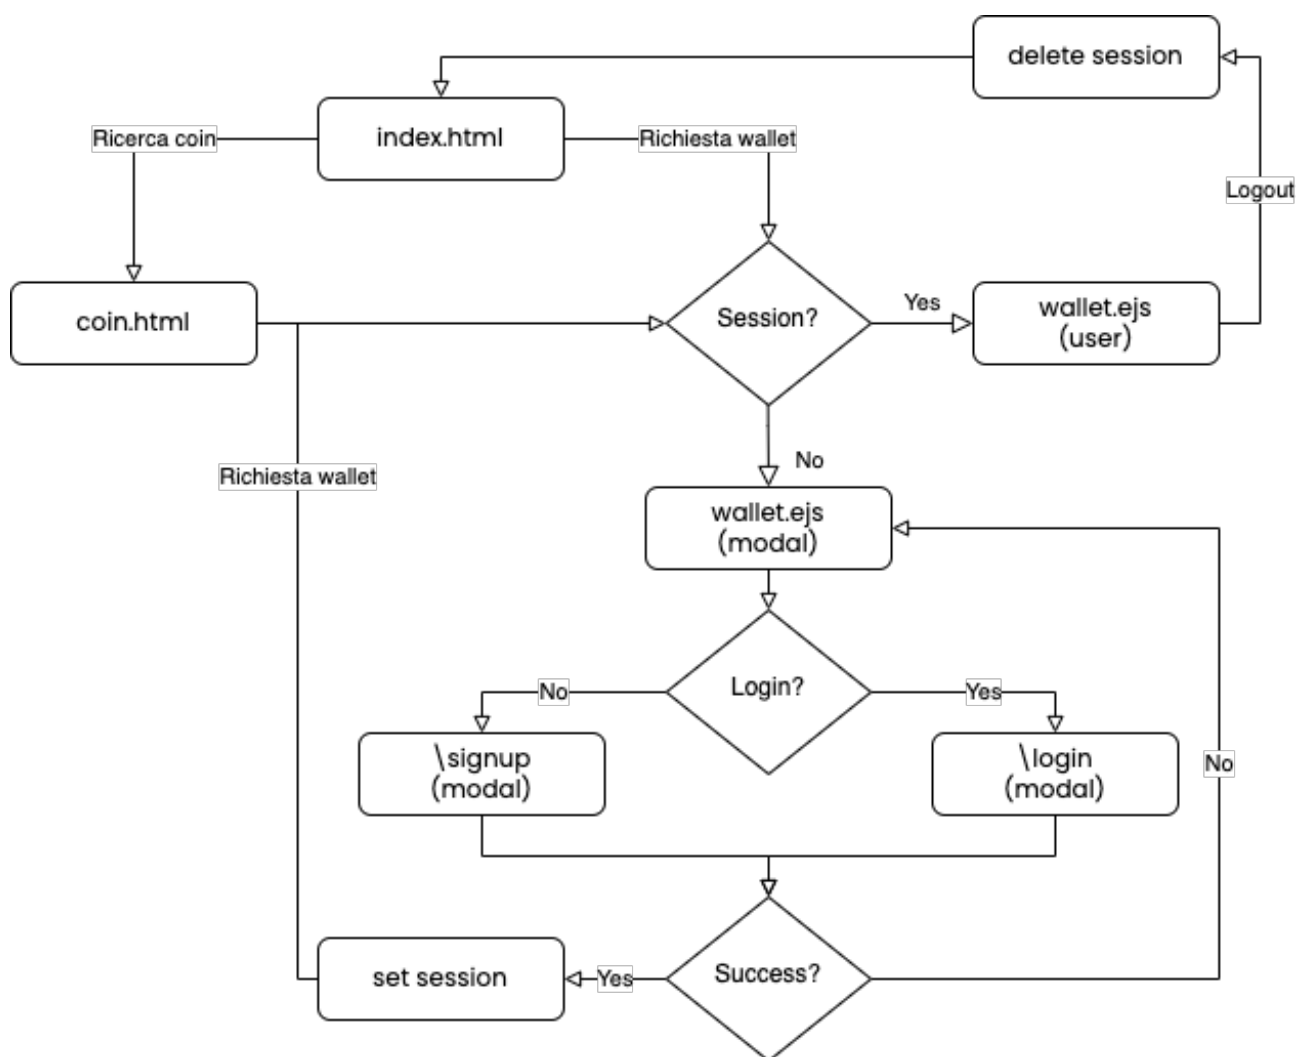 delete session
index.html
Ricerca coin
Richiesta wallet
Logout
coin.html
Session?
Yes
wallet.ejs
(user)
No
Richiesta wallet
wallet.ejs
(modal)
Login?
No
Yes
\signup
(modal)
\login
(modal)
No
Success?
Yes
set session